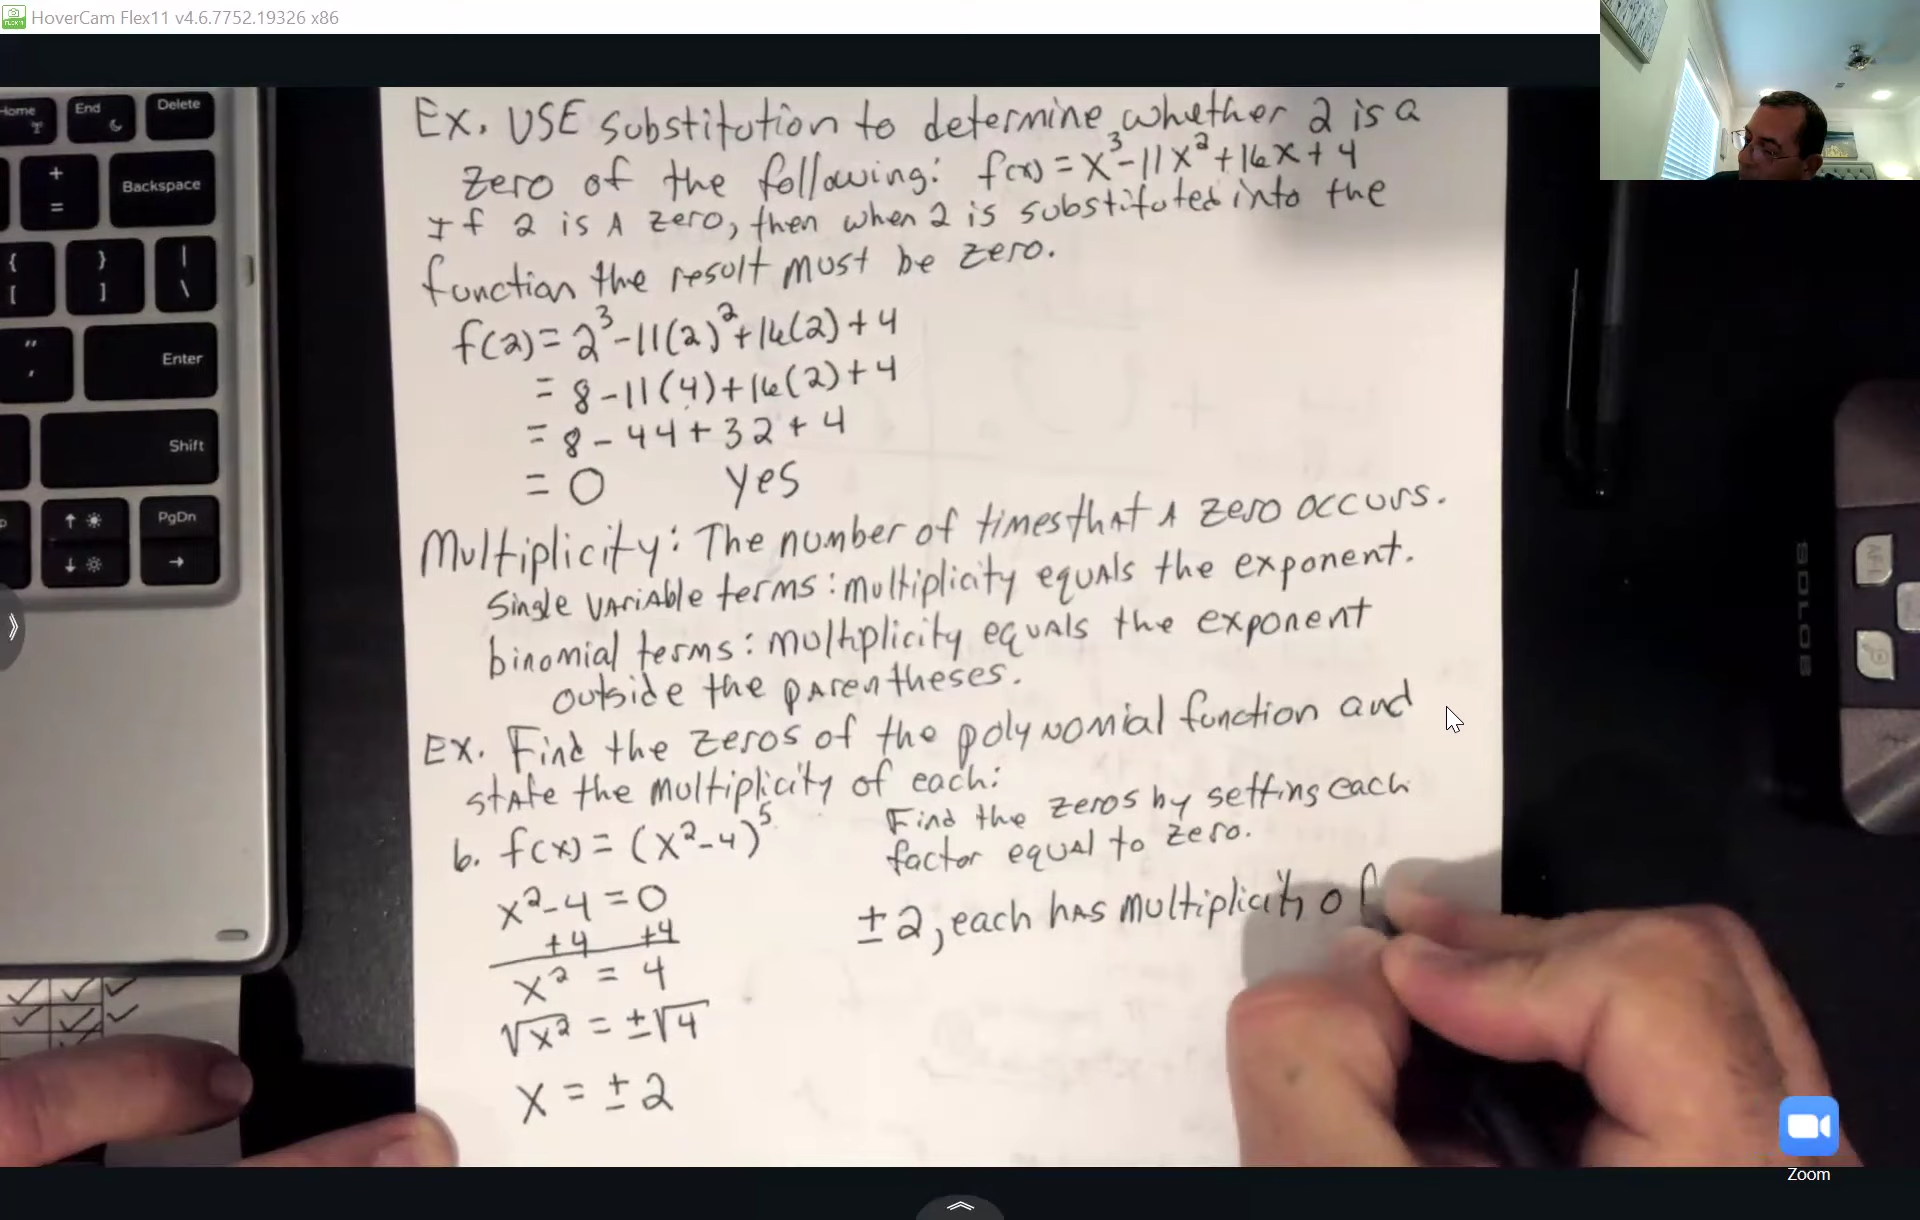 HoverCam Flex11 v4.6.7752.19326 x86
Home
End
Delete
+
=
Backspace
{
[
}
]
|
\
"
'
Enter
Shift
PgDn
Ex. USE substitution to determine whether 2 is a
zero of the following: f(x) = x³-11x²+16x+4
If 2 is A zero, then when 2 is substituted into the
function the result must be zero.
f(2) = 2³-11(2)²+16(2)+4
= 8-11(4)+16(2)+4
= 8-44+32+4
= 0 yes
Multiplicity: The number of times that A zero occurs.
Single variable terms: multiplicity equals the exponent.
binomial terms: multiplicity equals the exponent
outside the parentheses.
Ex. Find the zeros of the polynomial function and
state the multiplicity of each:
b. f(x) = (x²-4)⁵
Find the zeros by setting each
factor equal to zero.
x²-4=0
+4 +4
x² = 4
√x² = ±√4
x = ±2
±2, each has multiplicity of
SOLO8
Zoom